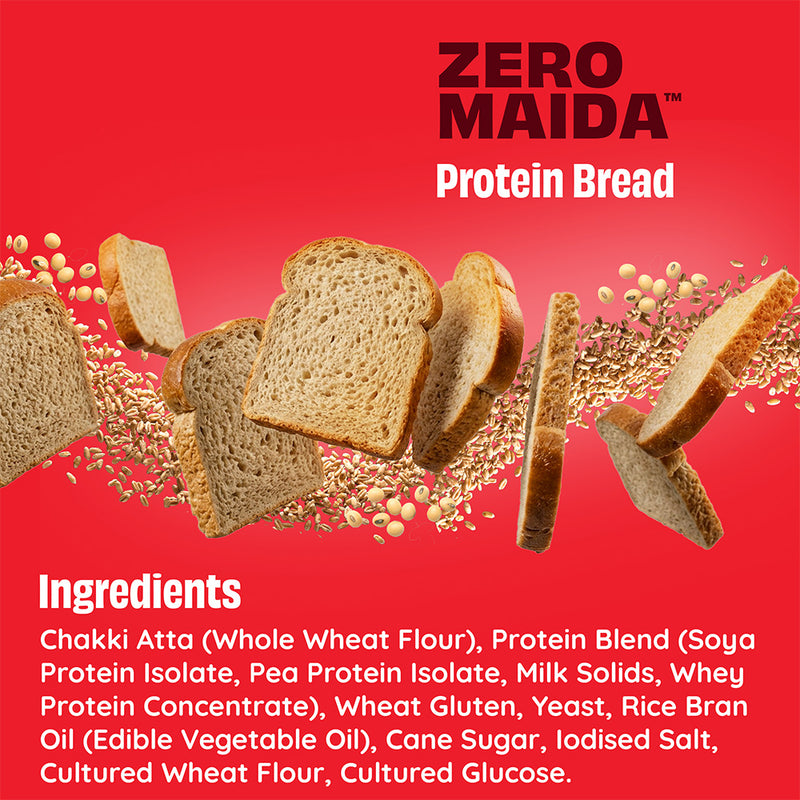 ZERO
MAIDA™
Protein Bread
Ingredients
Chakki Atta (Whole Wheat Flour), Protein Blend (Soya
Protein Isolate, Pea Protein Isolate, Milk Solids, Whey
Protein Concentrate), Wheat Gluten, Yeast, Rice Bran
Oil (Edible Vegetable Oil), Cane Sugar, Iodised Salt,
Cultured Wheat Flour, Cultured Glucose.